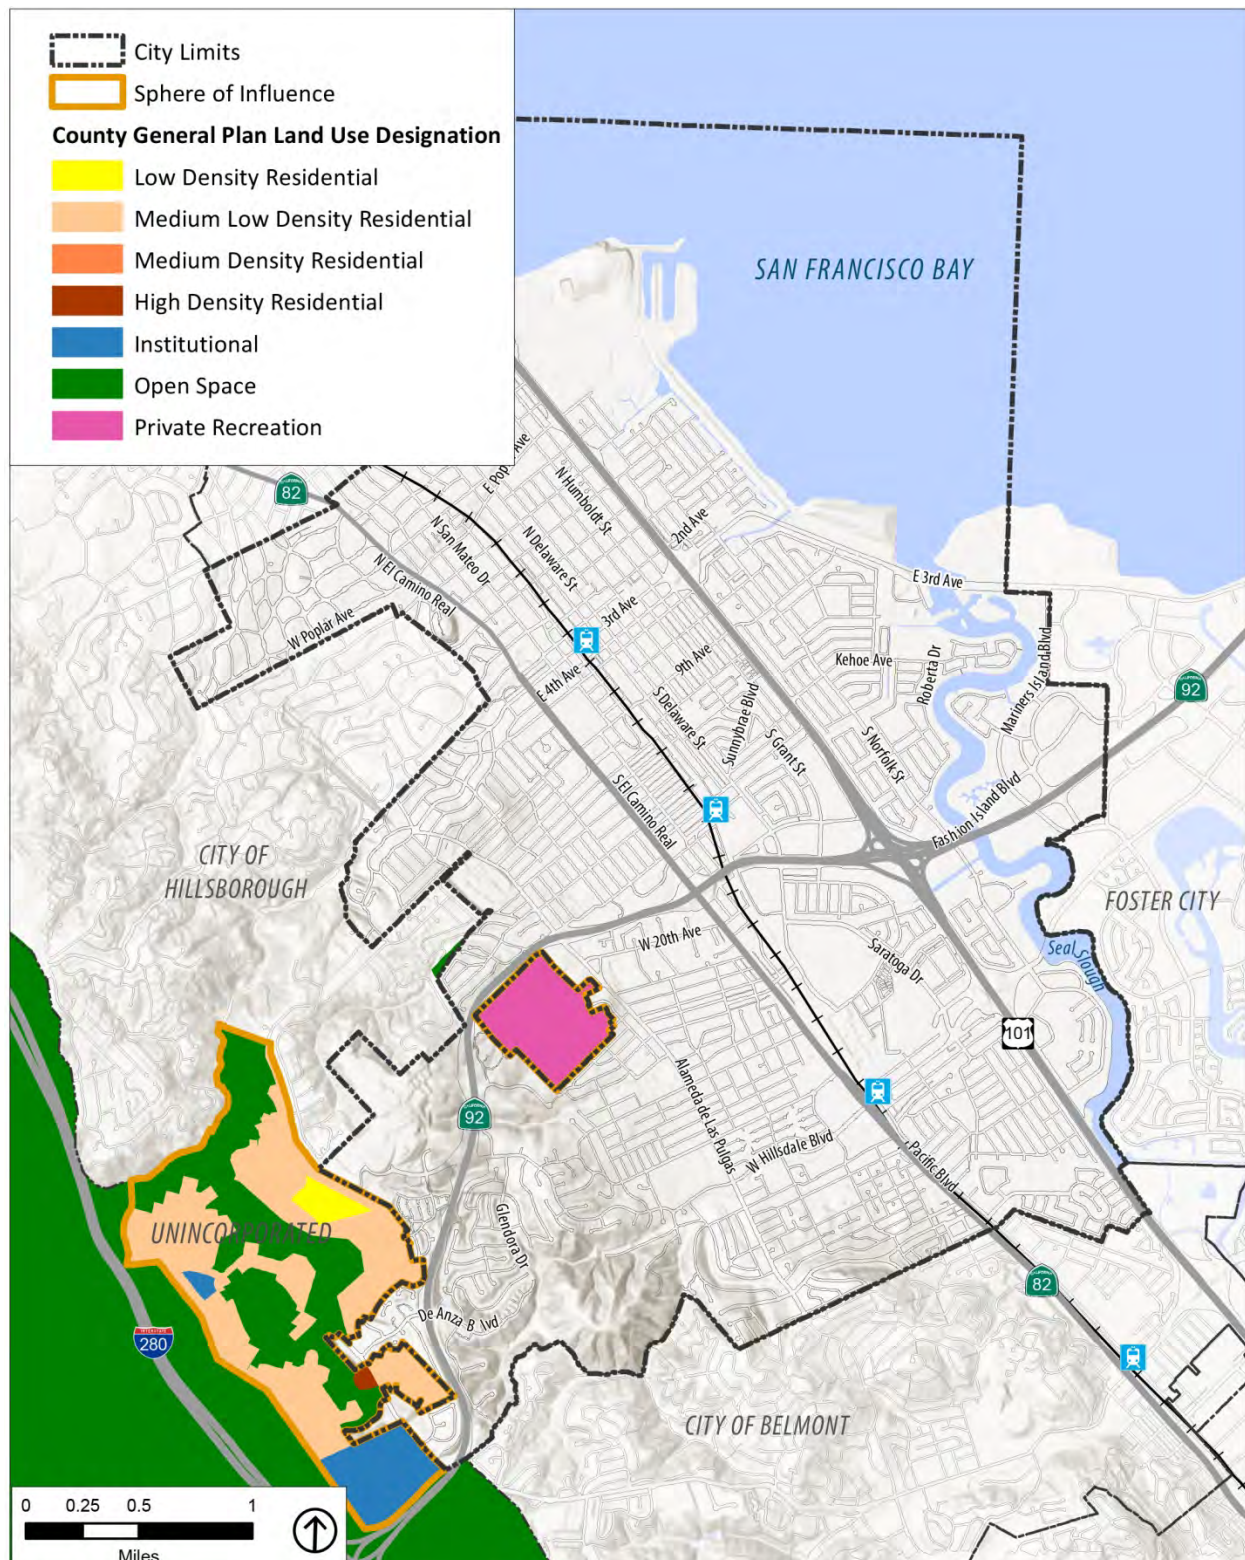 City Limits
Sphere of Influence
County General Plan Land Use Designation
Low Density Residential
Medium Low Density Residential
Medium Density Residential
High Density Residential
Institutional
Open Space
Private Recreation
SAN FRANCISCO BAY
82
E Pop
Ave
N Humboldt St
2nd Ave
N San Mateo Dr
N Delaware St
N El Camino Real
E 3rd Ave
W Poplar Ave
3rd Ave
9th Ave
Kehoe Ave
Roberta Dr
Mariners Island Blvd
92
E 4th Ave
S Delaware St
Sunnybrae Blvd
S Grant St
S Norfolk St
S El Camino Real
Fashion Island Blvd
CITY OF
HILLSBOROUGH
FOSTER CITY
W 20th Ave
Saratoga Dr
Seal Slough
101
92
Alameda de Las Pulgas
W Hillsdale Blvd
Pacific Blvd
UNINCORPORATED
Glendora Dr
82
De Anza Blvd
INTERSTATE
280
CITY OF BELMONT
0 0.25 0.5 1
Miles